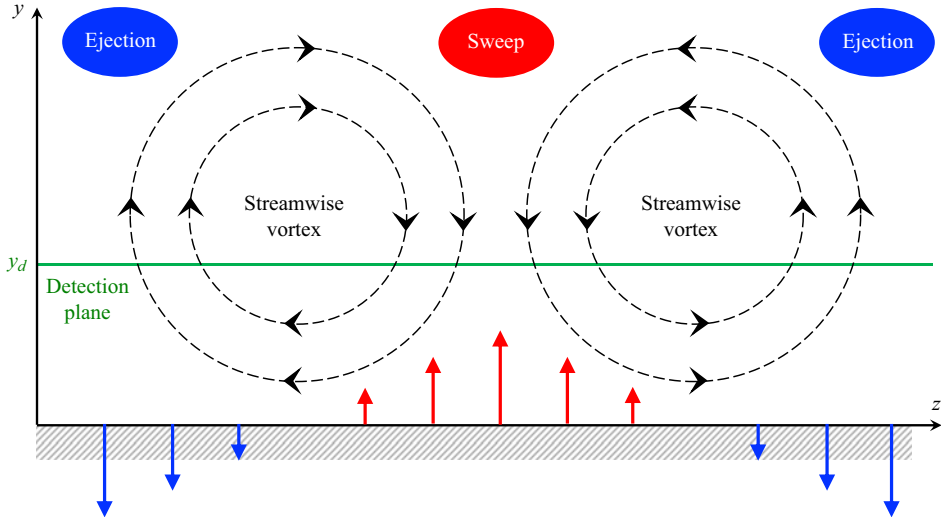 y
Ejection
Sweep
Ejection
Streamwise
vortex
Streamwise
vortex
y_d
Detection
plane
z